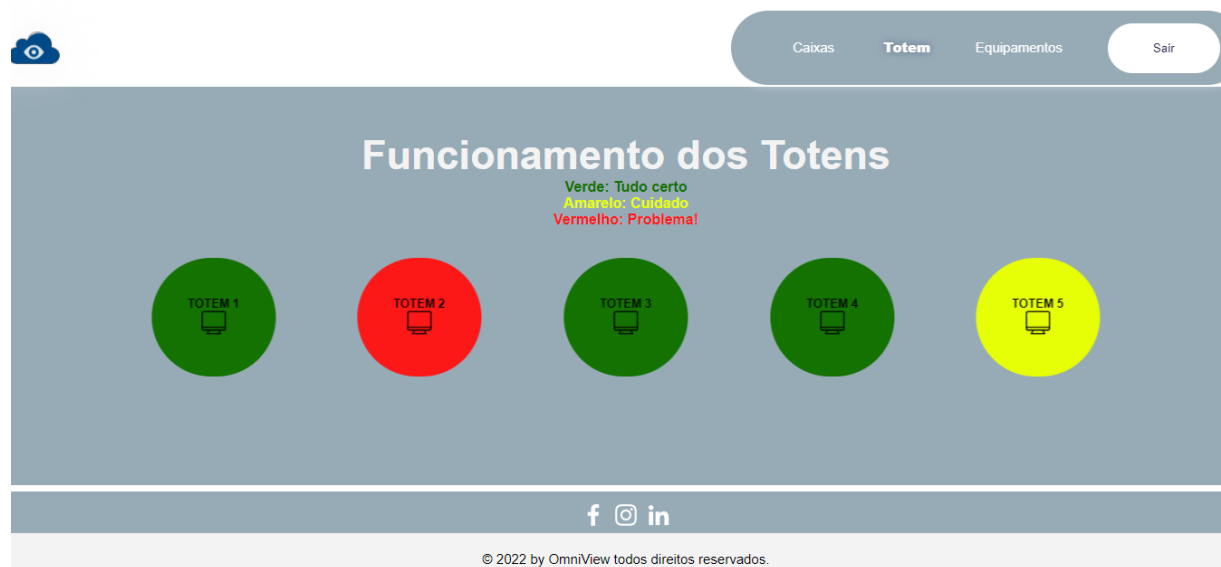 Caixas Totem Equipamentos Sair
Funcionamento dos Totens
Verde: Tudo certo
Amarelo: Cuidado
Vermelho: Problema!
TOTEM 1 TOTEM 2 TOTEM 3 TOTEM 4 TOTEM 5
© 2022 by OmniView todos direitos reservados.